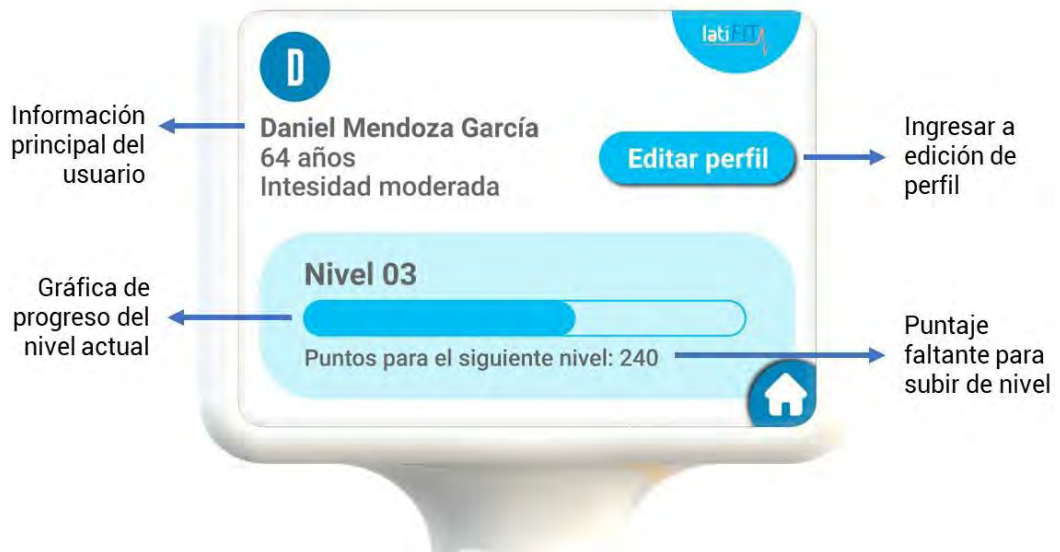 latiFIT
D
Información
principal del
usuario
Daniel Mendoza García
64 años
Intesidad moderada
Editar perfil
Ingresar a
edición de
perfil
Gráfica de
progreso del
nivel actual
Nivel 03
Puntos para el siguiente nivel: 240
Puntaje
faltante para
subir de nivel